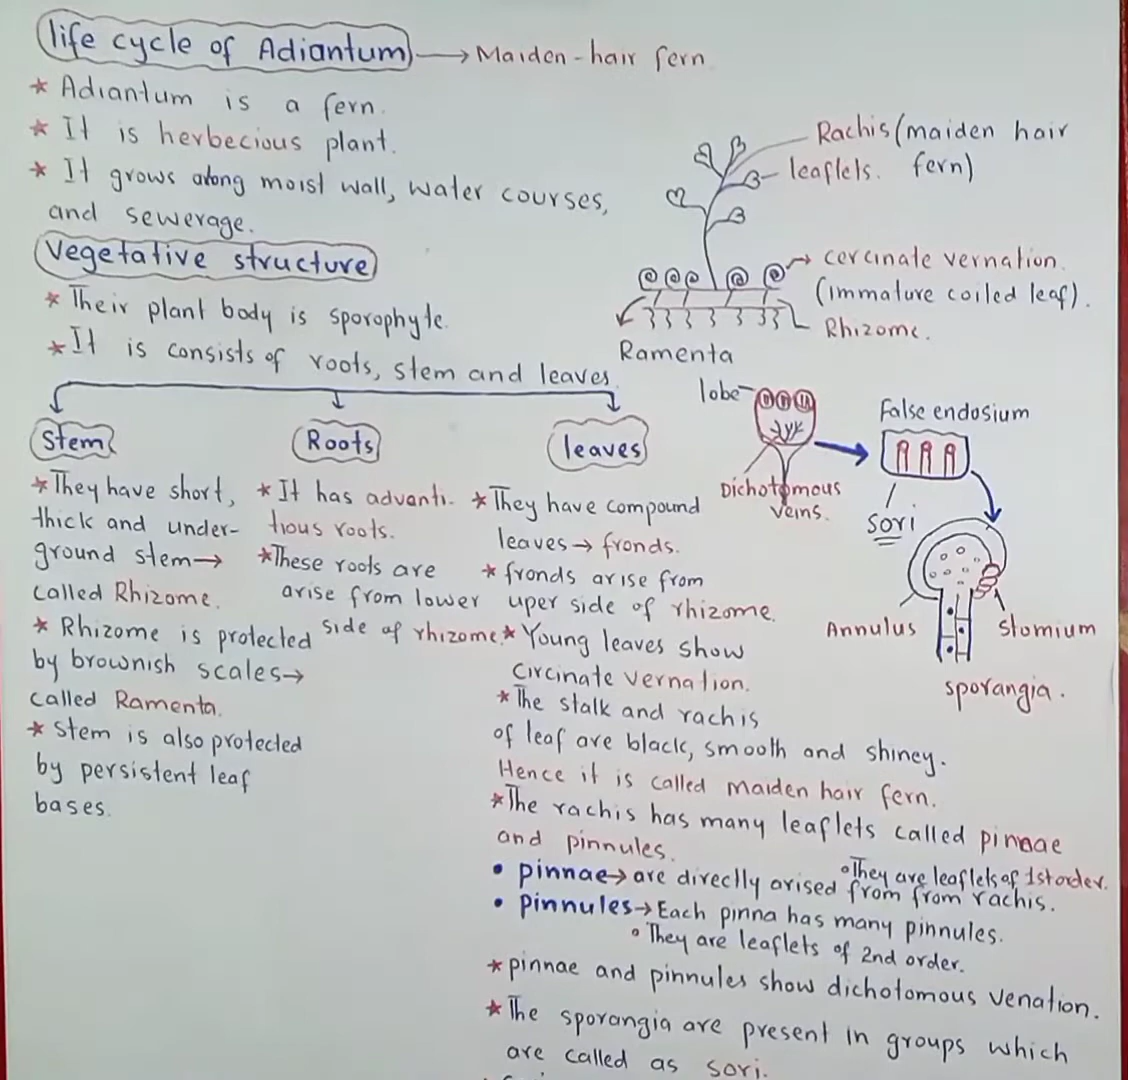 life cycle of Adiantum → Maiden-hair fern
* Adiantum is a fern.
* It is herbecious plant.
* It grows along moist wall, water courses,
and sewerage.
Rachis (maiden hair
leaflets. fern)
cercinate vernation.
(immature coiled leaf).
Rhizome.
Ramenta
Vegetative structure
* Their plant body is sporophyte.
* It is consists of roots, stem and leaves.
lobe
Dichotomous
veins.
False endosium
Sori
Annulus
Stomium
sporangia.
Stem
* They have short,
thick and under-
ground stem →
called Rhizome.
* Rhizome is protected
by brownish scales →
called Ramenta.
* stem is also protected
by persistent leaf
bases.
Roots
* It has advanti-
tious roots.
* These roots are
arise from lower
side of rhizome.
leaves
* They have compound
leaves → fronds.
* fronds arise from
uper side of rhizome.
* Young leaves show
Circinate vernation.
* The stalk and rachis
of leaf are black, smooth and shiney.
Hence it is called maiden hair fern.
* The rachis has many leaflets called pinnae
and pinnules.
• pinnae → are directly arised from from rachis.
° They are leaflets of 1st order.
• pinnules → Each pinna has many pinnules.
° They are leaflets of 2nd order.
* pinnae and pinnules show dichotomous venation.
* The sporangia are present in groups which
are called as sori.